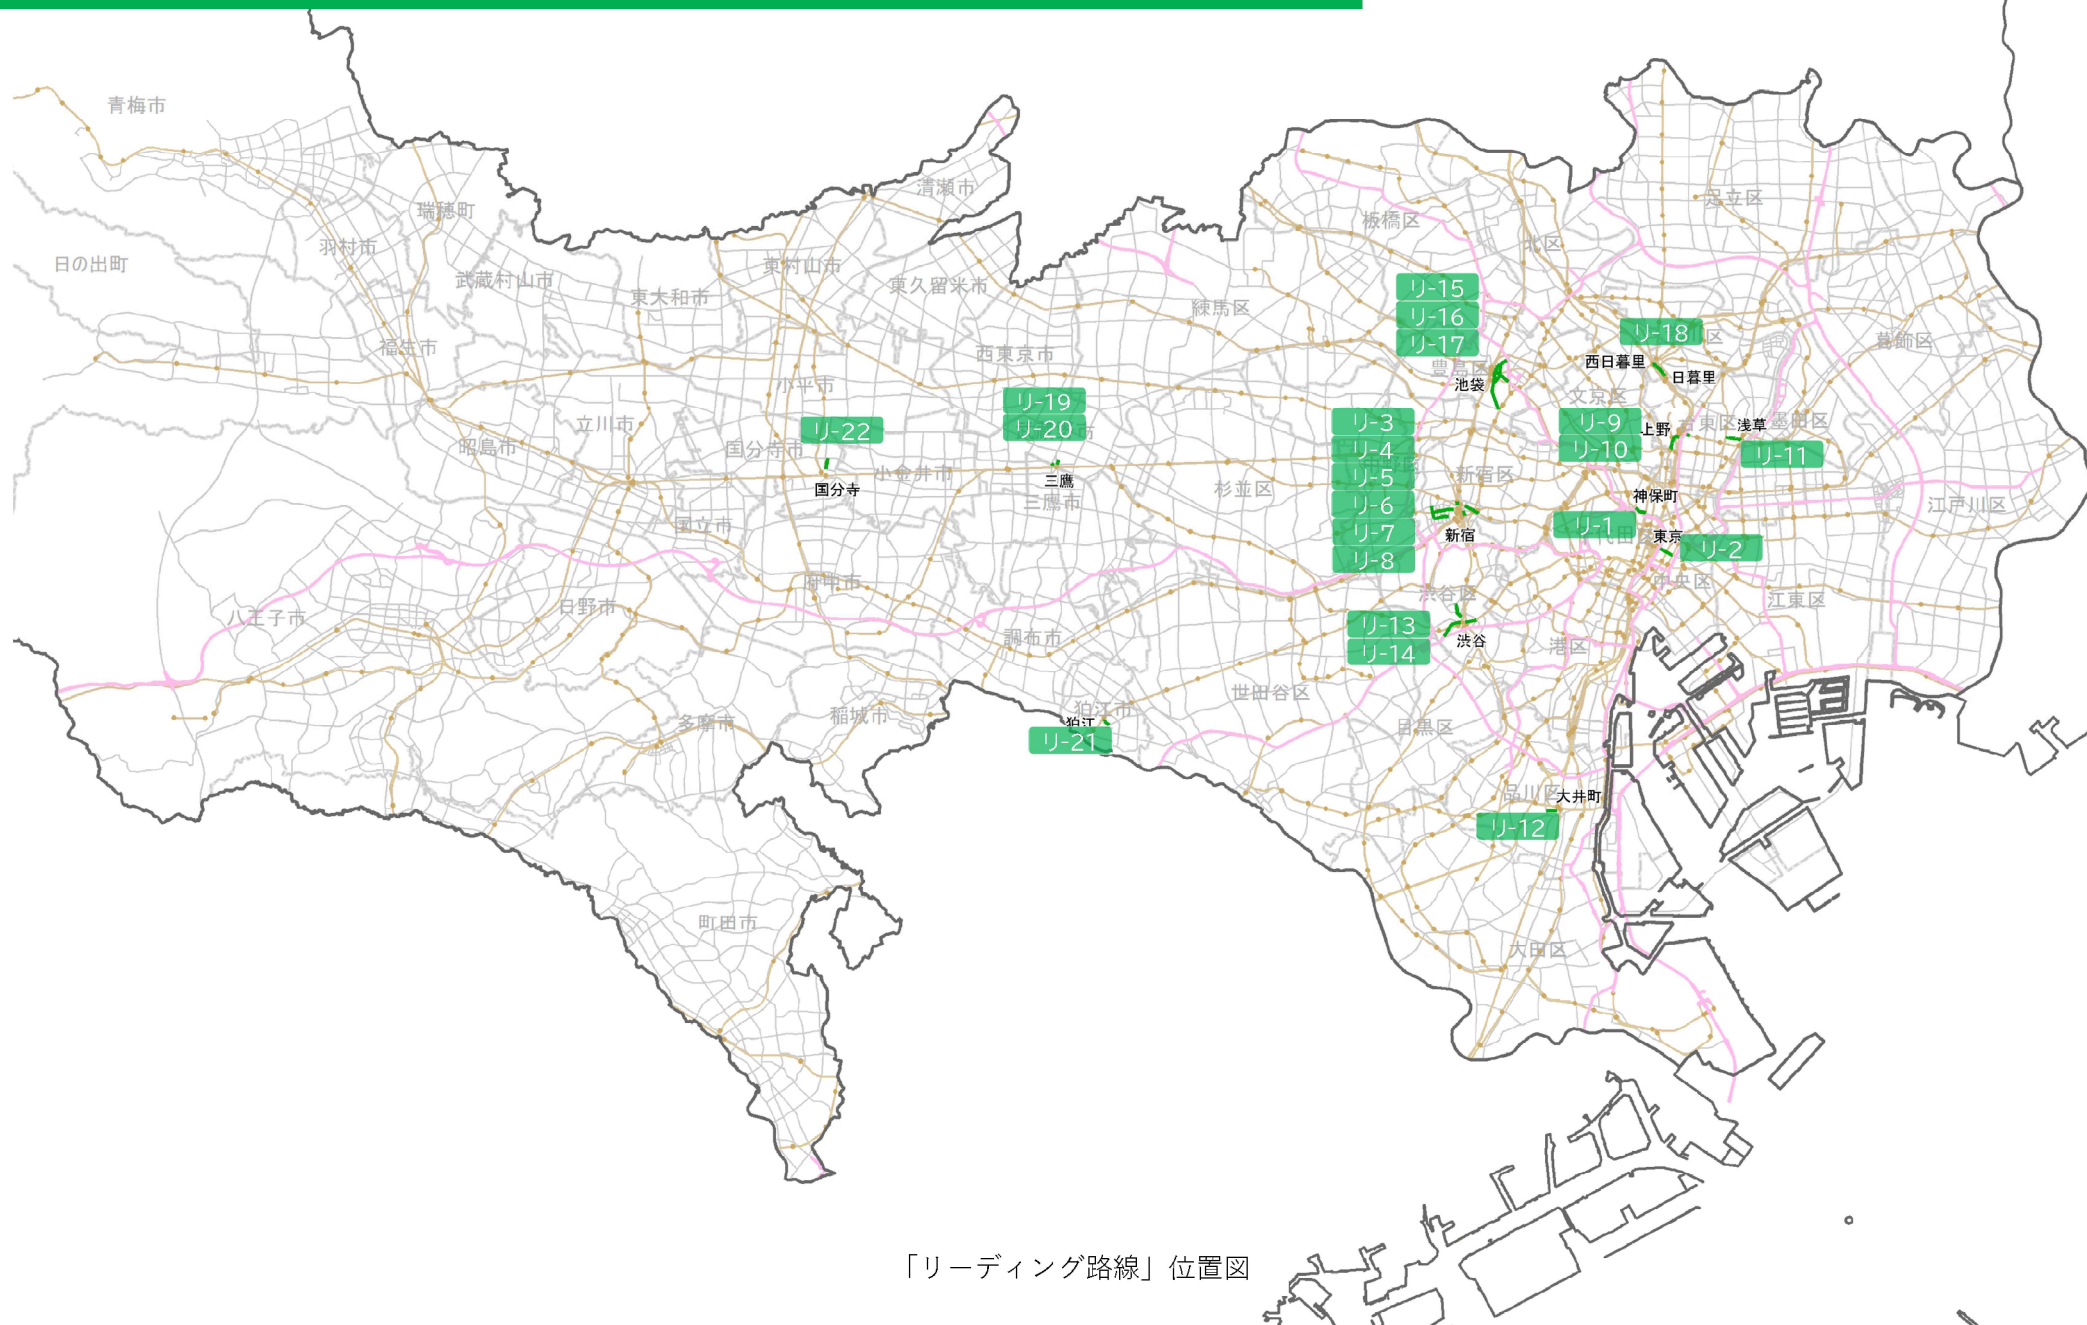 青梅市
清瀬市
瑞穂町
足立区
板橋区
羽村市
北区
日の出町
東村山市
武蔵村山市
東久留米市
東大和市
リ-15
練馬区
リ-16
リ-18
区
葛飾区
リ-17
福生市
西東京市
西日暮里
豊島区
日暮里
小平市
池袋
文京区
リ-19
リ-3
リ-9
台東区
墨田区
立川市
リ-22
リ-20
市
上野
浅草
昭島市
国分寺市
リ-4
リ-10
リ-11
小金井市
リ-5
新宿区
国分寺
三鷹
杉並区
神保町
三鷹市
リ-6
江戸川区
国立市
リ-7
新宿
リ-1
代田
東京
リ-2
リ-8
府中市
中央区
渋谷区
江東区
日野市
八王子市
リ-13
調布市
渋谷
港区
リ-14
世田谷区
狛江市
稲城市
多摩市
狛江
目黒区
リ-21
品川区
大井町
リ-12
町田市
大田区
「リーディング路線」位置図